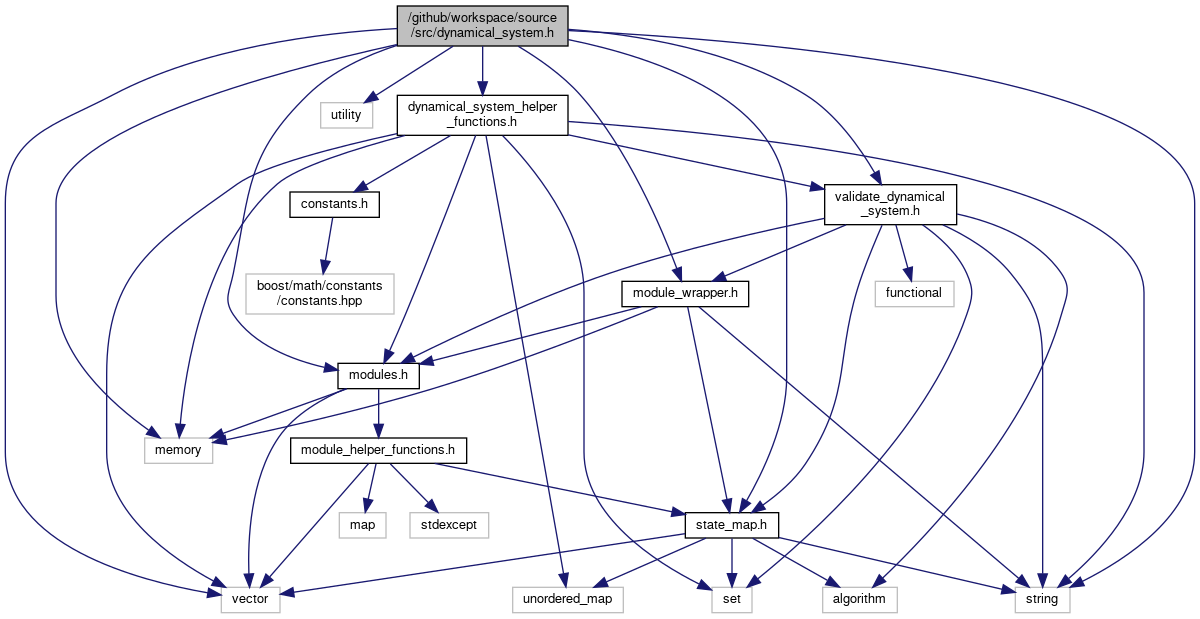 /github/workspace/source
/src/dynamical_system.h
utility
dynamical_system_helper
_functions.h
constants.h
validate_dynamical
_system.h
boost/math/constants
/constants.hpp
module_wrapper.h
functional
modules.h
memory
module_helper_functions.h
map
stdexcept
state_map.h
vector
unordered_map
set
algorithm
string